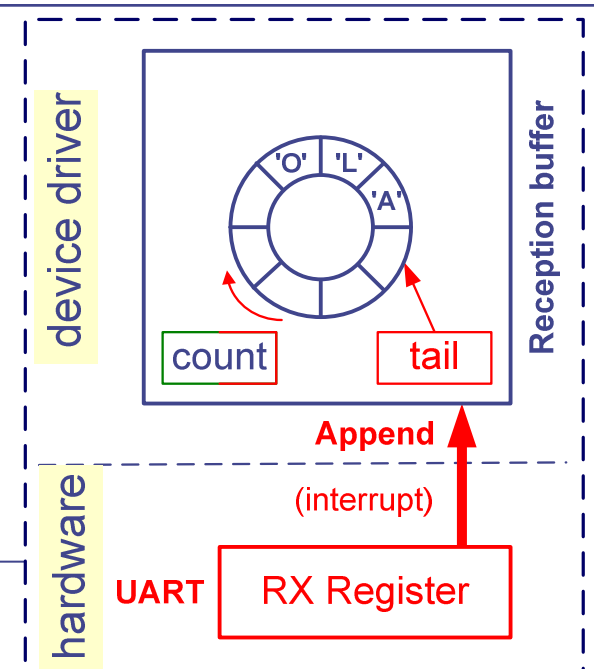 device driver
'O'
'L'
'A'
Reception buffer
count
tail
Append
(interrupt)
hardware
UART
RX Register